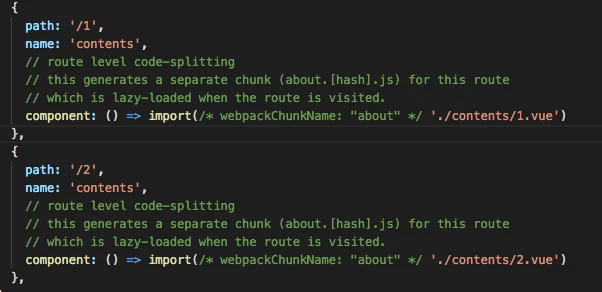 {
path: '/1',
name: 'contents',
// route level code-splitting
// this generates a separate chunk (about.[hash].js) for this route
// which is lazy-loaded when the route is visited.
component: () => import(/* webpackChunkName: "about" */ './contents/1.vue')
},
{
path: '/2',
name: 'contents',
// route level code-splitting
// this generates a separate chunk (about.[hash].js) for this route
// which is lazy-loaded when the route is visited.
component: () => import(/* webpackChunkName: "about" */ './contents/2.vue')
},